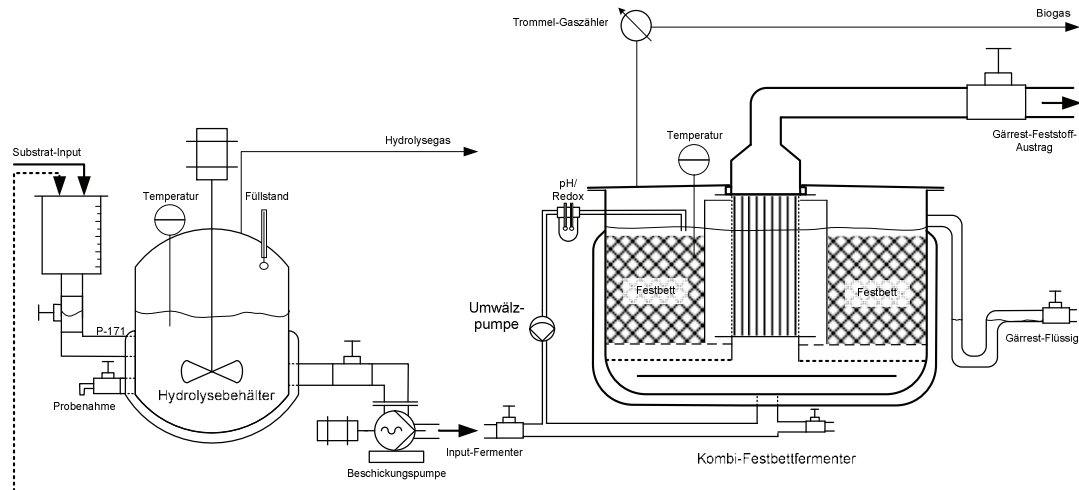 Trommel-Gaszähler
Biogas
Gärrest-Feststoff-
Austrag
Temperatur
Hydrolysegas
Substrat-Input
Temperatur
Füllstand
pH/
Redox
Festbett
Festbett
Umwälz-
pumpe
P-171
Gärrest-Flüssig
Hydrolysebehälter
Probenahme
Input-Fermenter
Beschickungspumpe
Kombi-Festbettfermenter